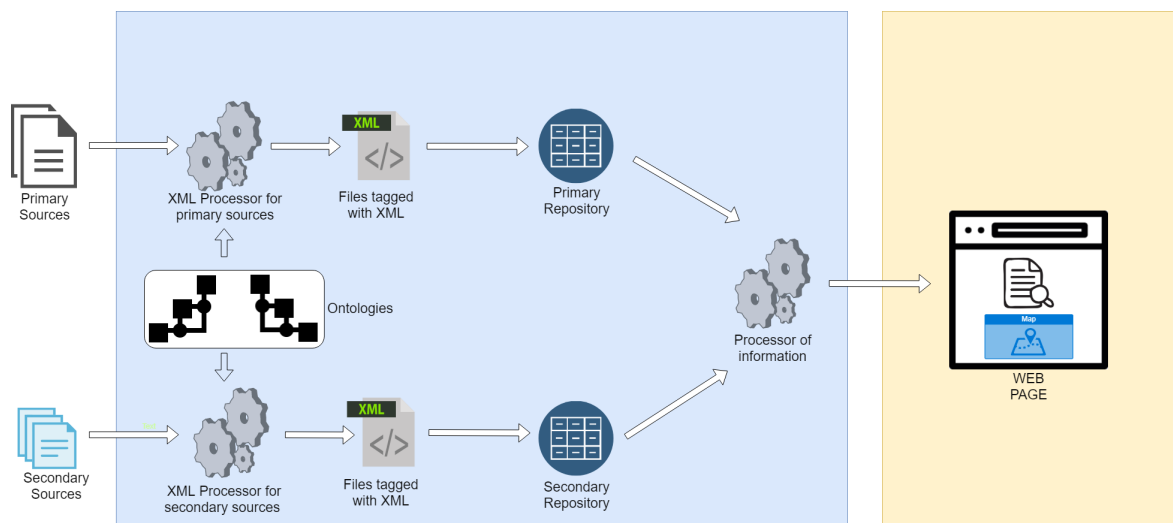 Primary
Sources
XML Processor for
primary sources
XML
</>
Files tagged
with XML
Primary
Repository
Ontologies
Processor of
information
Map
WEB
PAGE
Secondary
Sources
XML Processor for
secondary sources
XML
</>
Files tagged
with XML
Secondary
Repository